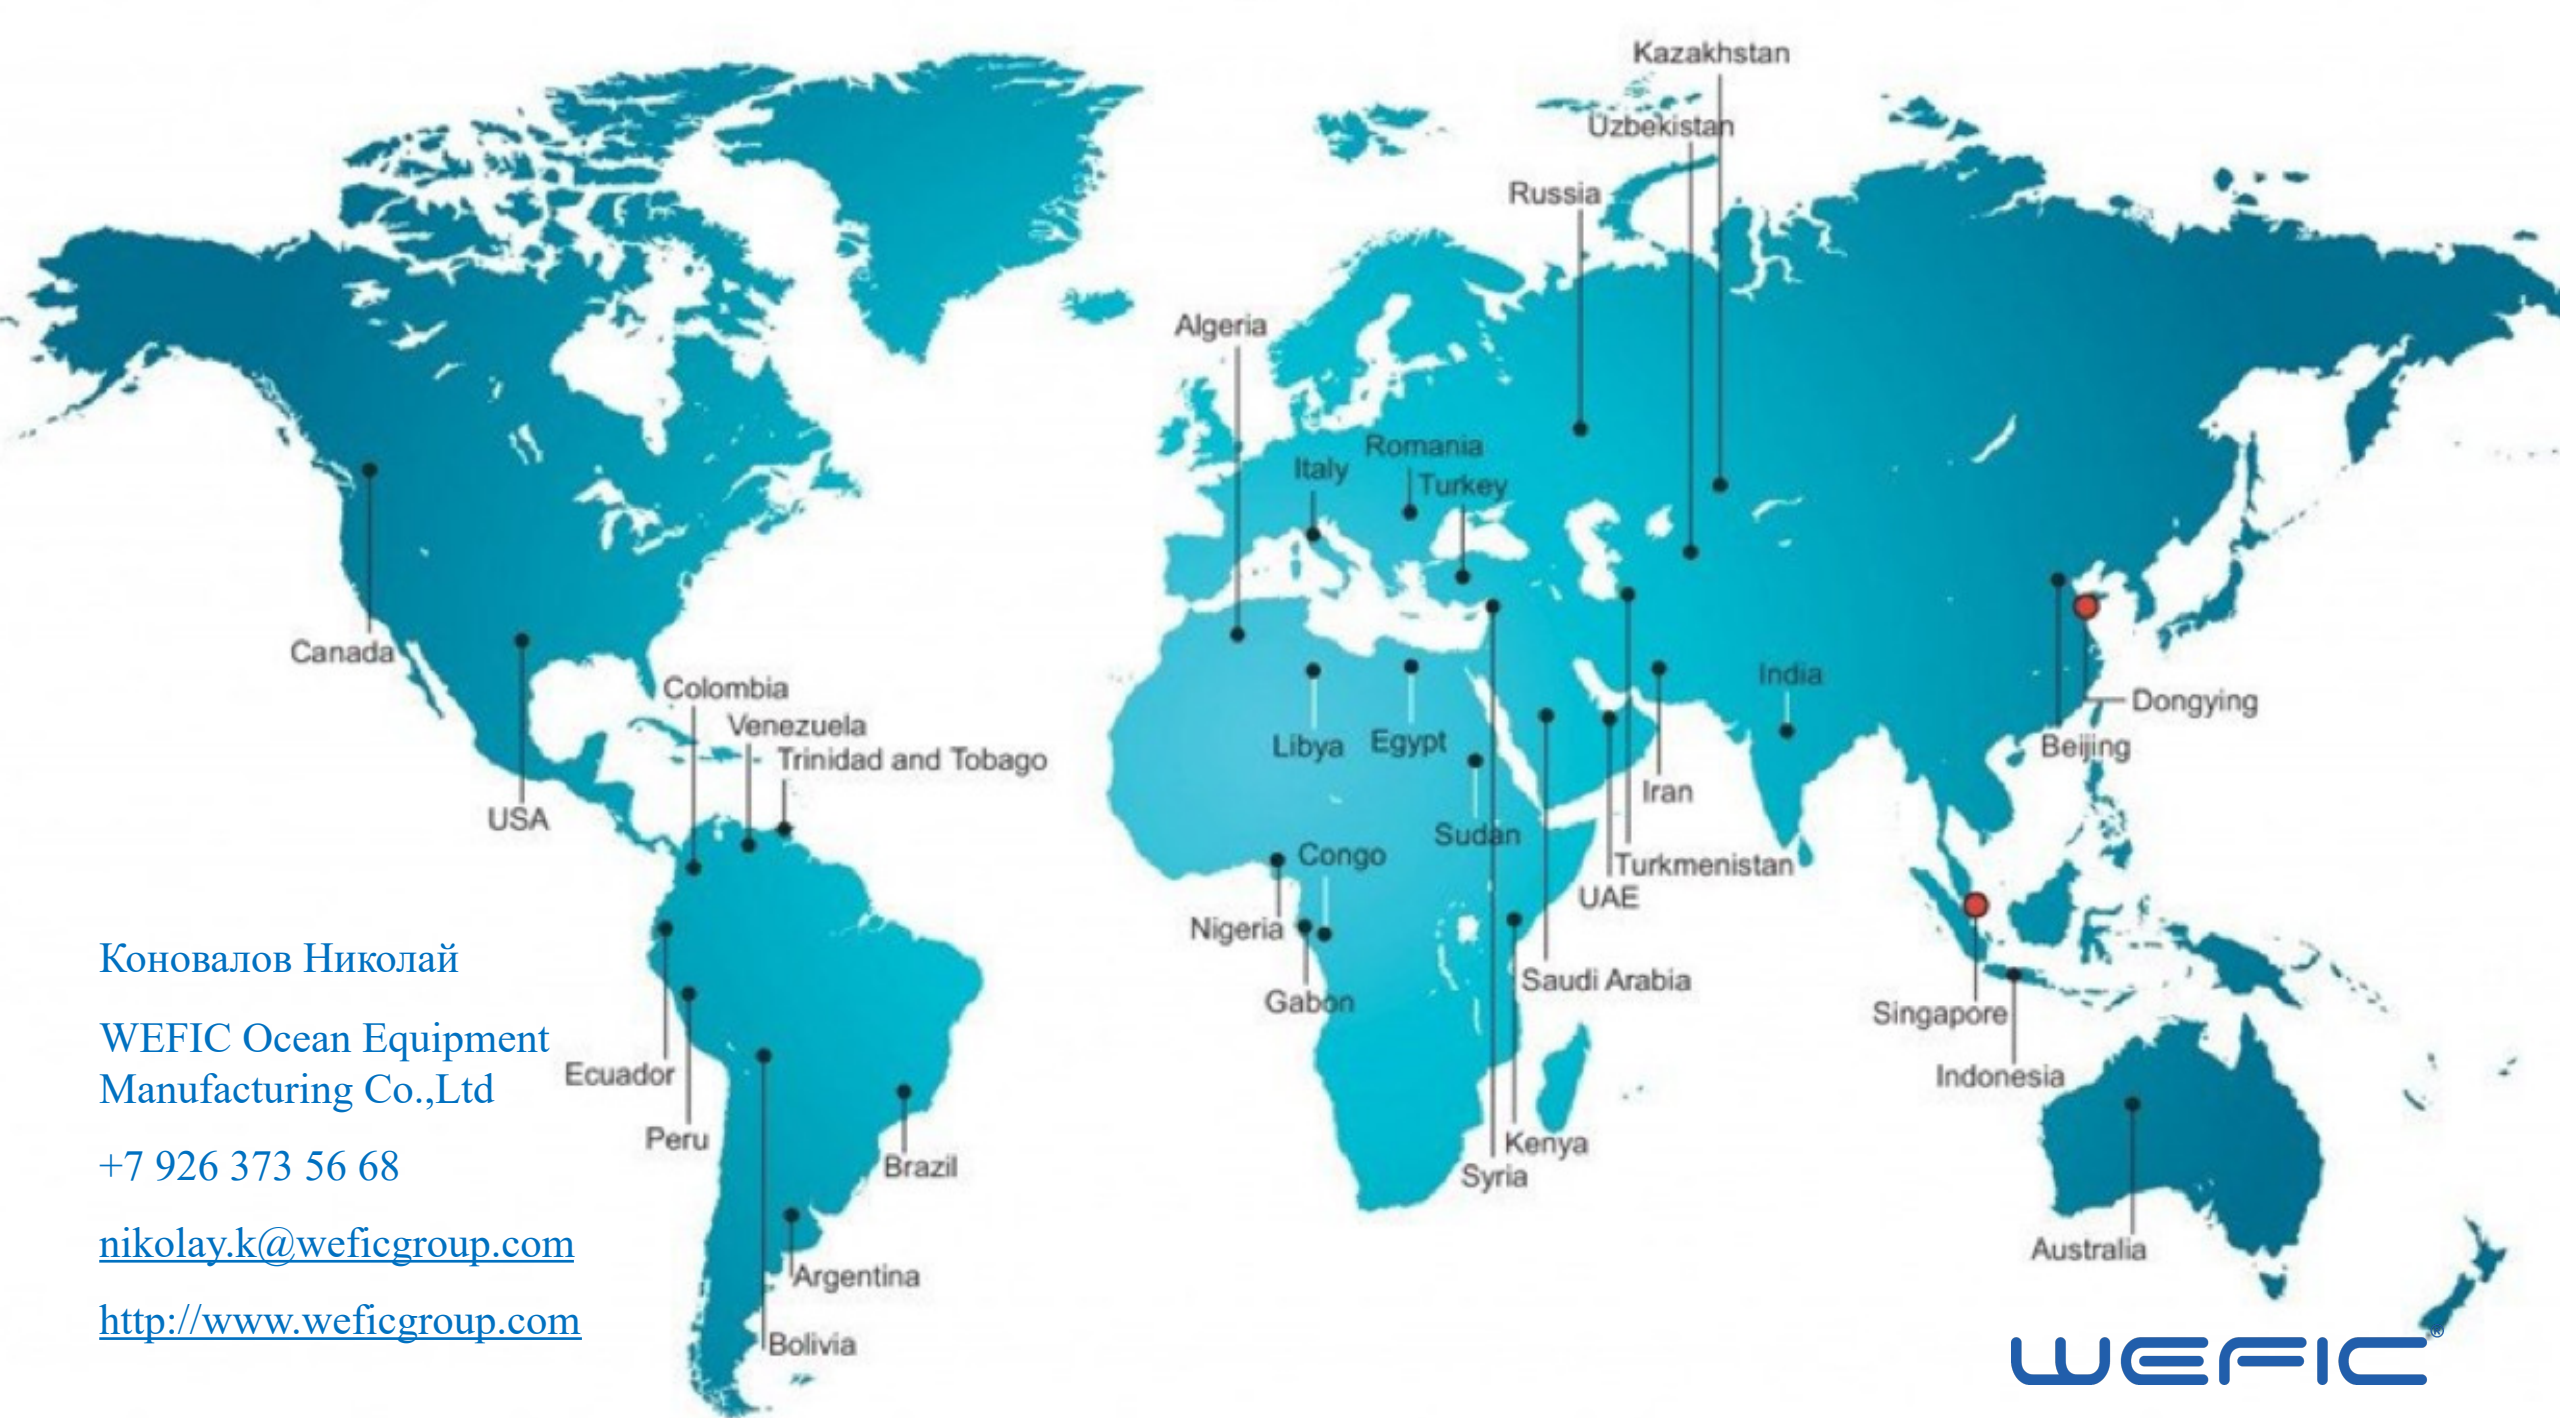 Kazakhstan
Uzbekistan
Russia
Algeria
Romania
Italy
Turkey
Canada
Colombia
India
Venezuela
Dongying
Libya
Egypt
Beijing
Trinidad and Tobago
Iran
USA
Sudan
Congo
Turkmenistan
UAE
Nigeria
Коновалов Николай
Saudi Arabia
Gabon
Singapore
WEFIC Ocean Equipment
Manufacturing Co.,Ltd
Ecuador
Indonesia
Peru
Kenya
Brazil
+7 926 373 56 68
Syria
nikolay.k@weficgroup.com
Australia
Argentina
http://www.weficgroup.com
Bolivia
WEFIC®